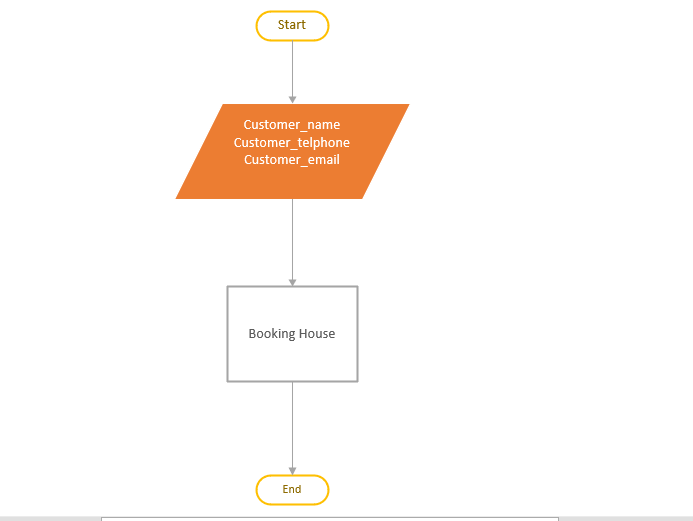 Start
Customer_name
Customer_telphone
Customer_email
Booking House
End